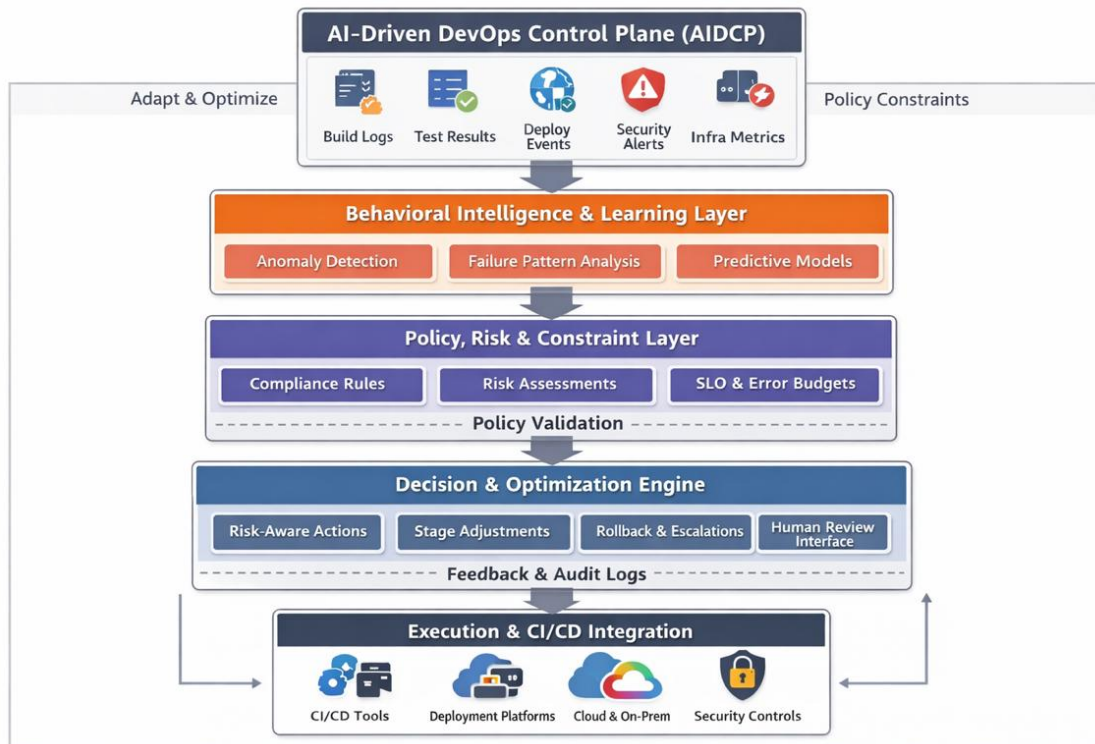 AI-Driven DevOps Control Plane (AIDCP)
Adapt & Optimize
Policy Constraints
Build Logs
Test Results
Deploy
Events
Security
Alerts
Infra Metrics
Behavioral Intelligence & Learning Layer
Anomaly Detection
Failure Pattern Analysis
Predictive Models
Policy, Risk & Constraint Layer
Compliance Rules
Risk Assessments
SLO & Error Budgets
Policy Validation
Decision & Optimization Engine
Risk-Aware Actions
Stage Adjustments
Rollback & Escalations
Human Review
Interface
Feedback & Audit Logs
Execution & CI/CD Integration
CI/CD Tools
Deployment Platforms
Cloud & On-Prem
Security Controls